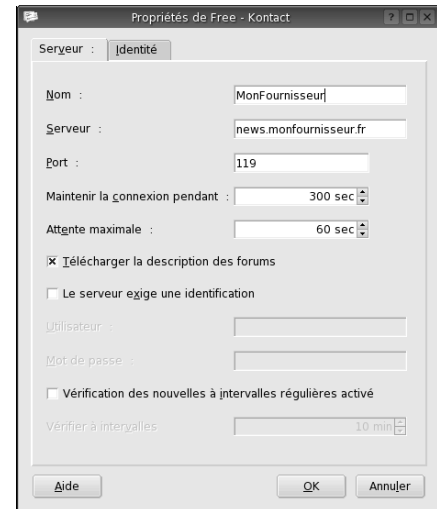 Propriétés de Free - Kontact
Serveur : Identité
Nom : MonFournisseur
Serveur : news.monfournisseur.fr
Port : 119
Maintenir la connexion pendant : 300 sec
Attente maximale : 60 sec
Télécharger la description des forums
Le serveur exige une identification
Utilisateur :
Mot de passe :
Vérification des nouvelles à intervalles régulières activé
Vérifier à intervalles 10 min
Aide OK Annuler